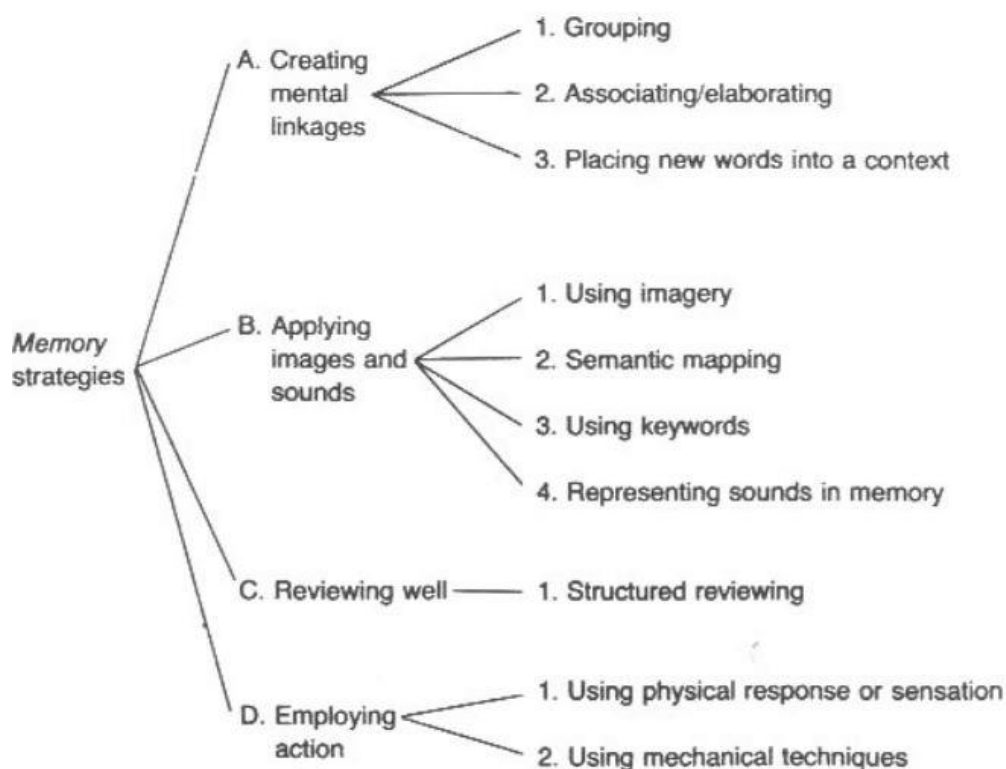 Memory
strategies
A. Creating
mental
linkages
1. Grouping
2. Associating/elaborating
3. Placing new words into a context
B. Applying
images and
sounds
1. Using imagery
2. Semantic mapping
3. Using keywords
4. Representing sounds in memory
C. Reviewing well
1. Structured reviewing
D. Employing
action
1. Using physical response or sensation
2. Using mechanical techniques